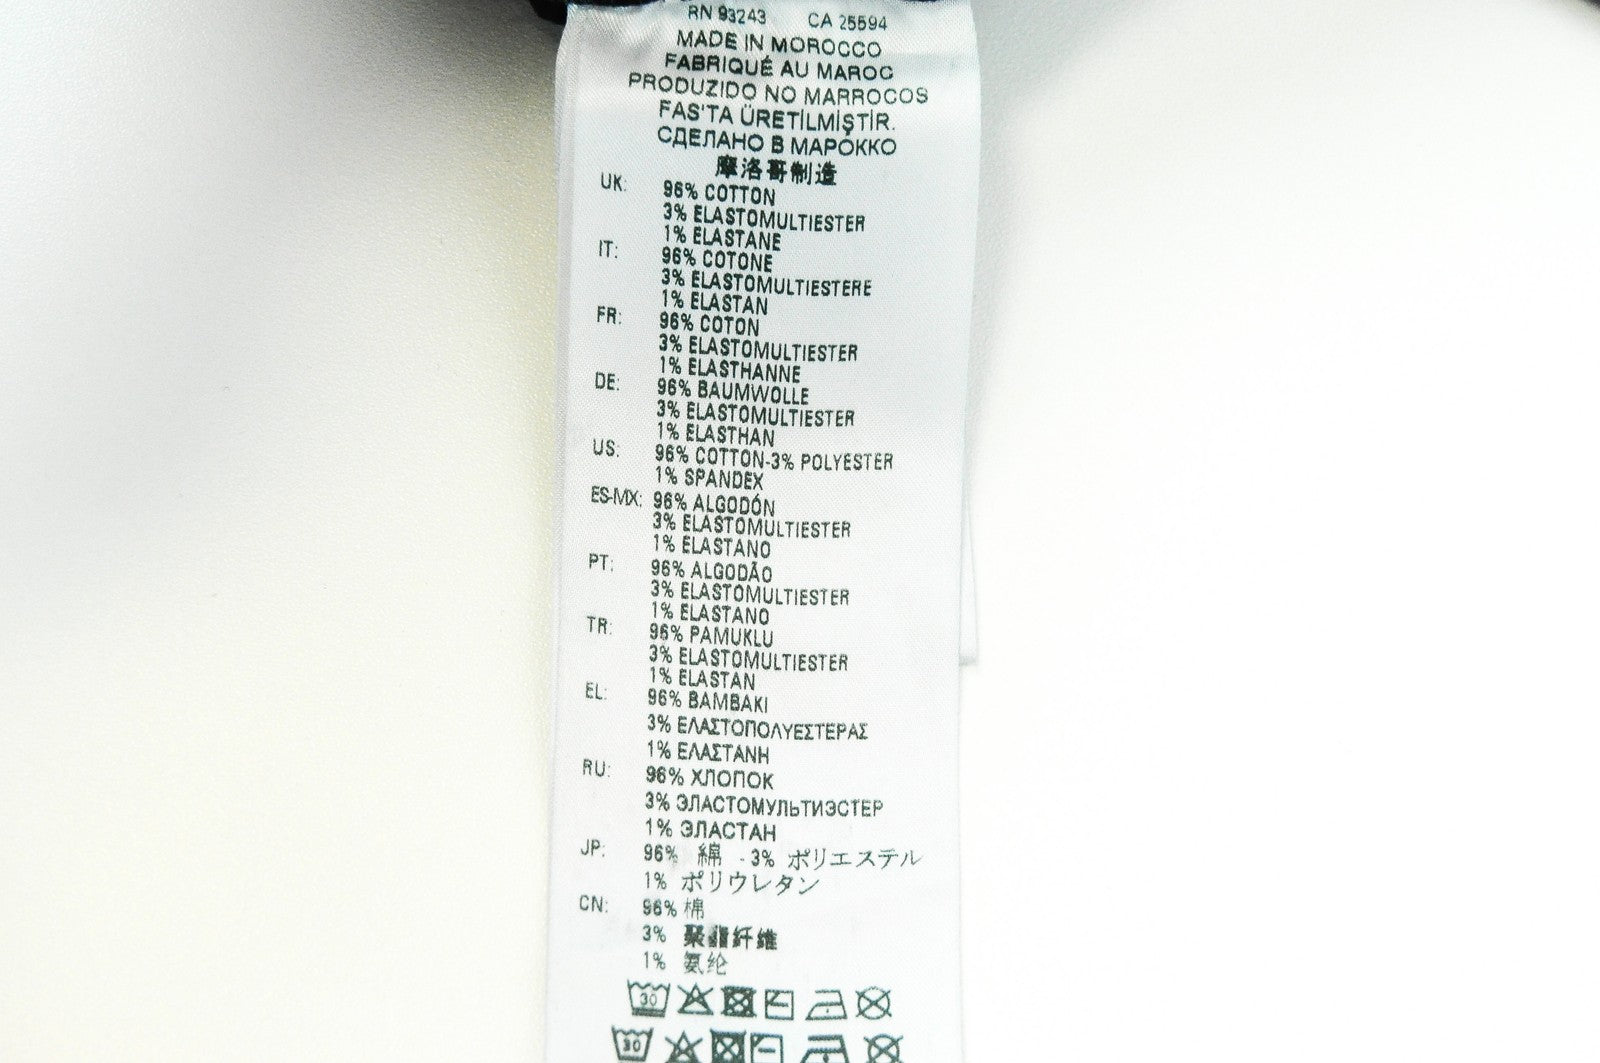 RN 93243 CA 25594
MADE IN MOROCCO
FABRIQUÉ AU MAROC
PRODUZIDO NO MARROCOS
FAS'TA ÜRETİLMİŞTİR.
СДЕЛАНО В МАРОККО
摩洛哥制造
UK: 96% COTTON
3% ELASTOMULTIESTER
1% ELASTANE
IT: 96% COTONE
3% ELASTOMULTIESTERE
1% ELASTAN
FR: 96% COTON
3% ELASTOMULTIESTER
1% ELASTHANNE
DE: 96% BAUMWOLLE
3% ELASTOMULTIESTER
1% ELASTHAN
US: 96% COTTON-3% POLYESTER
1% SPANDEX
ES-MX: 96% ALGODÓN
3% ELASTOMULTIESTER
1% ELASTANO
PT: 96% ALGODÃO
3% ELASTOMULTIESTER
1% ELASTANO
TR: 96% PAMUKLU
3% ELASTOMULTIESTER
1% ELASTAN
EL: 96% ΒΑΜΒΑΚΙ
3% ΕΛΑΣΤΟΠΟΛΥΕΣΤΕΡΑΣ
1% ΕΛΑΣΤΑΝΗ
RU: 96% ХЛОПОК
3% ЭЛАСТОМУЛЬТИЭСТЕР
1% ЭЛАСТАН
JP: 96% 綿 - 3% ポリエステル
1% ポリウレタン
CN: 96% 棉
3% 聚酯纤维
1% 氨纶
30
30